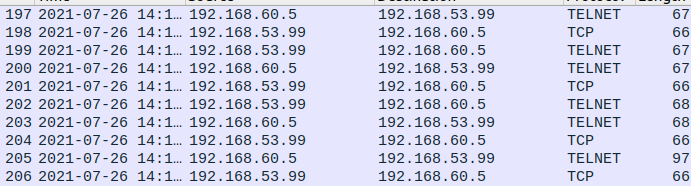 Time Source Destination Protocol Length
197 2021-07-26 14:1… 192.168.60.5 192.168.53.99 TELNET 67
198 2021-07-26 14:1… 192.168.53.99 192.168.60.5 TCP 66
199 2021-07-26 14:1… 192.168.53.99 192.168.60.5 TELNET 67
200 2021-07-26 14:1… 192.168.60.5 192.168.53.99 TELNET 67
201 2021-07-26 14:1… 192.168.53.99 192.168.60.5 TCP 66
202 2021-07-26 14:1… 192.168.53.99 192.168.60.5 TELNET 68
203 2021-07-26 14:1… 192.168.60.5 192.168.53.99 TELNET 68
204 2021-07-26 14:1… 192.168.53.99 192.168.60.5 TCP 66
205 2021-07-26 14:1… 192.168.60.5 192.168.53.99 TELNET 97
206 2021-07-26 14:1… 192.168.53.99 192.168.60.5 TCP 66